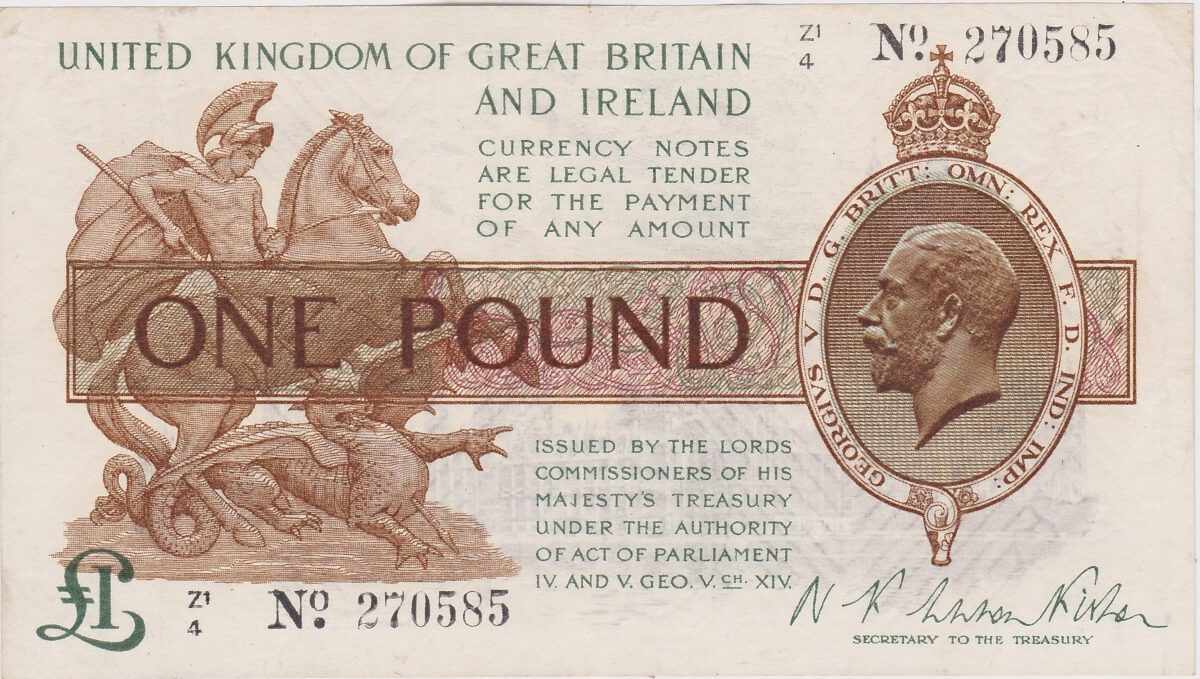 UNITED KINGDOM OF GREAT BRITAIN
AND IRELAND
Z1
4
No. 270585
CURRENCY NOTES
ARE LEGAL TENDER
FOR THE PAYMENT
OF ANY AMOUNT
GEORGIVS V D. G. BRITT: OMN: REX F. D. IND: IMP:
ONE POUND
ISSUED BY THE LORDS
COMMISSIONERS OF HIS
MAJESTY'S TREASURY
UNDER THE AUTHORITY
OF ACT OF PARLIAMENT
IV. AND V. GEO. V. CH. XIV.
£1
Z1
4
No. 270585
SECRETARY TO THE TREASURY